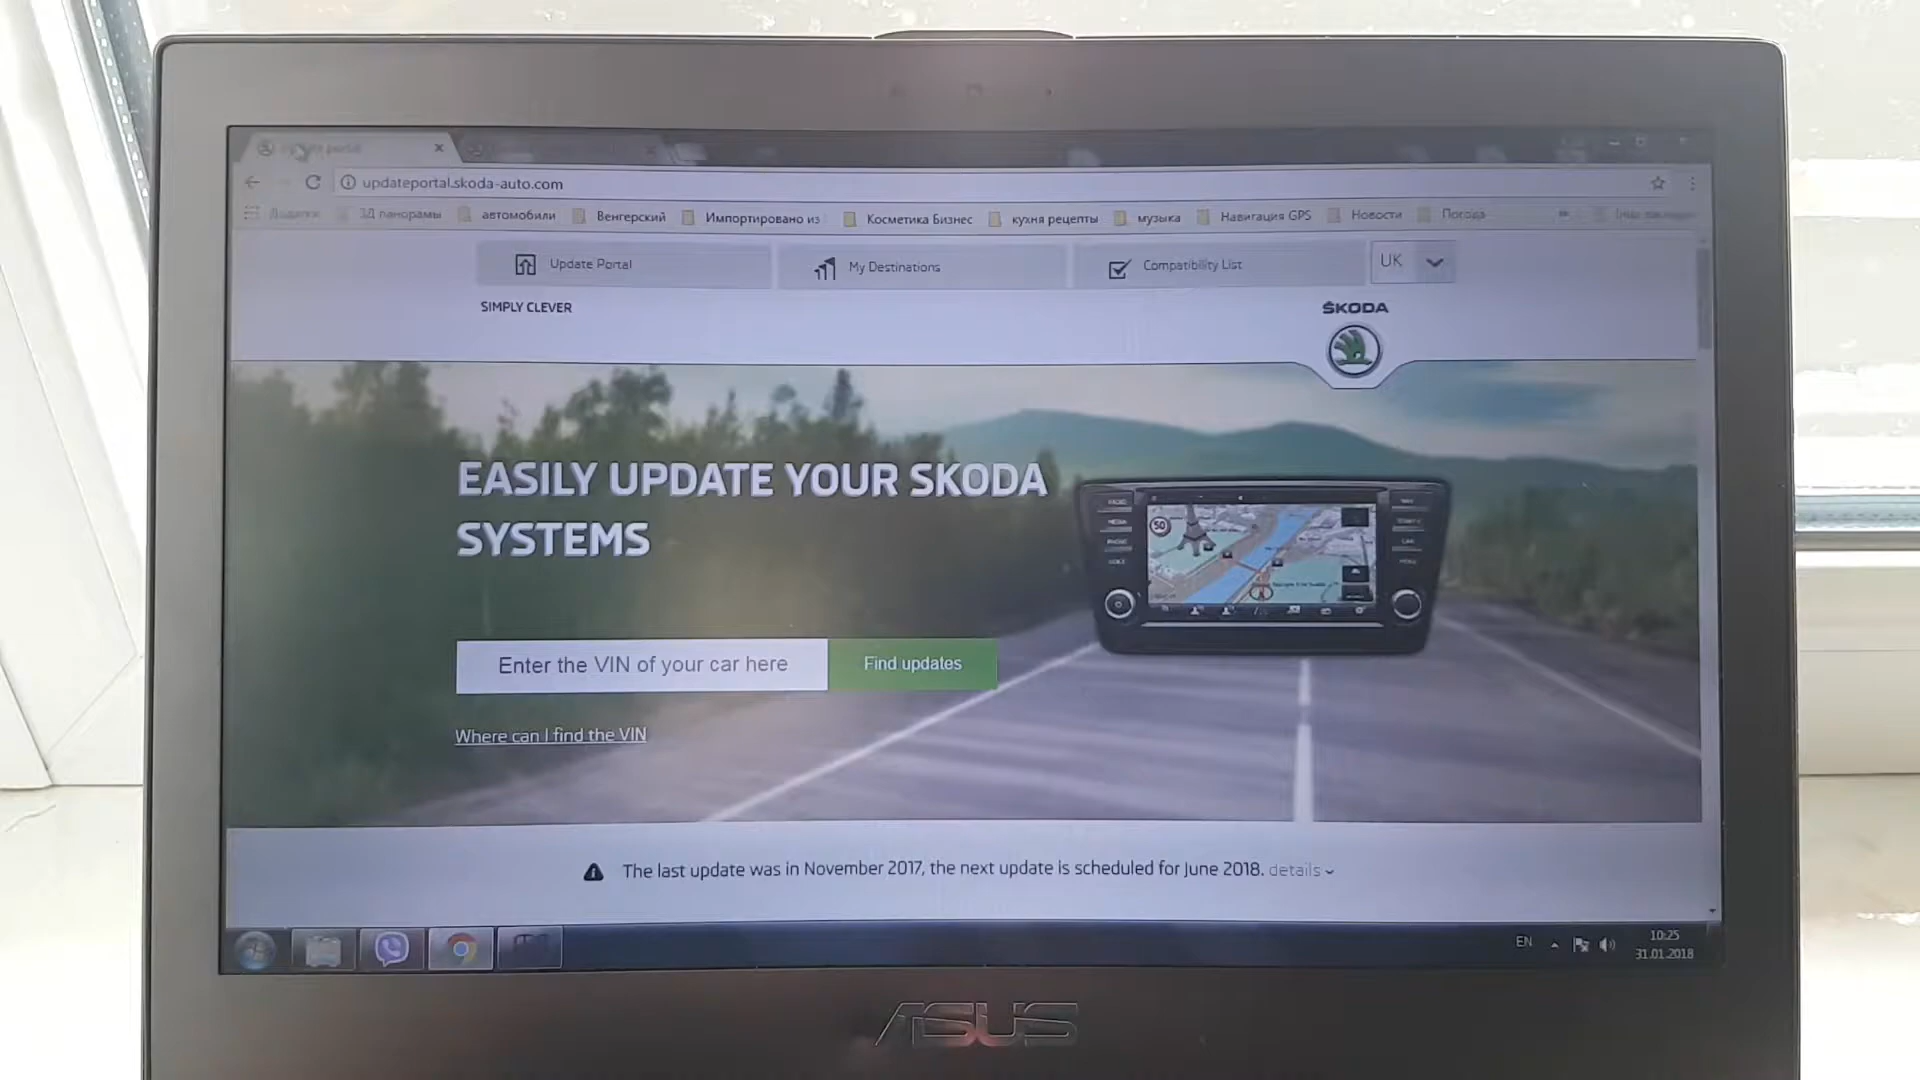 updateportal.skoda-auto.com
3Д панорамы автомобили Венгерский Импортировано из Косметика Бизнес кухня рецепты музыка Навигация GPS Новости Погода
Update Portal My Destinations Compatibility List UK
SIMPLY CLEVER
ŠKODA
EASILY UPDATE YOUR SKODA
SYSTEMS
50
Enter the VIN of your car here Find updates
Where can I find the VIN
The last update was in November 2017, the next update is scheduled for June 2018. details
EN 10:25
31.01.2018
ASUS